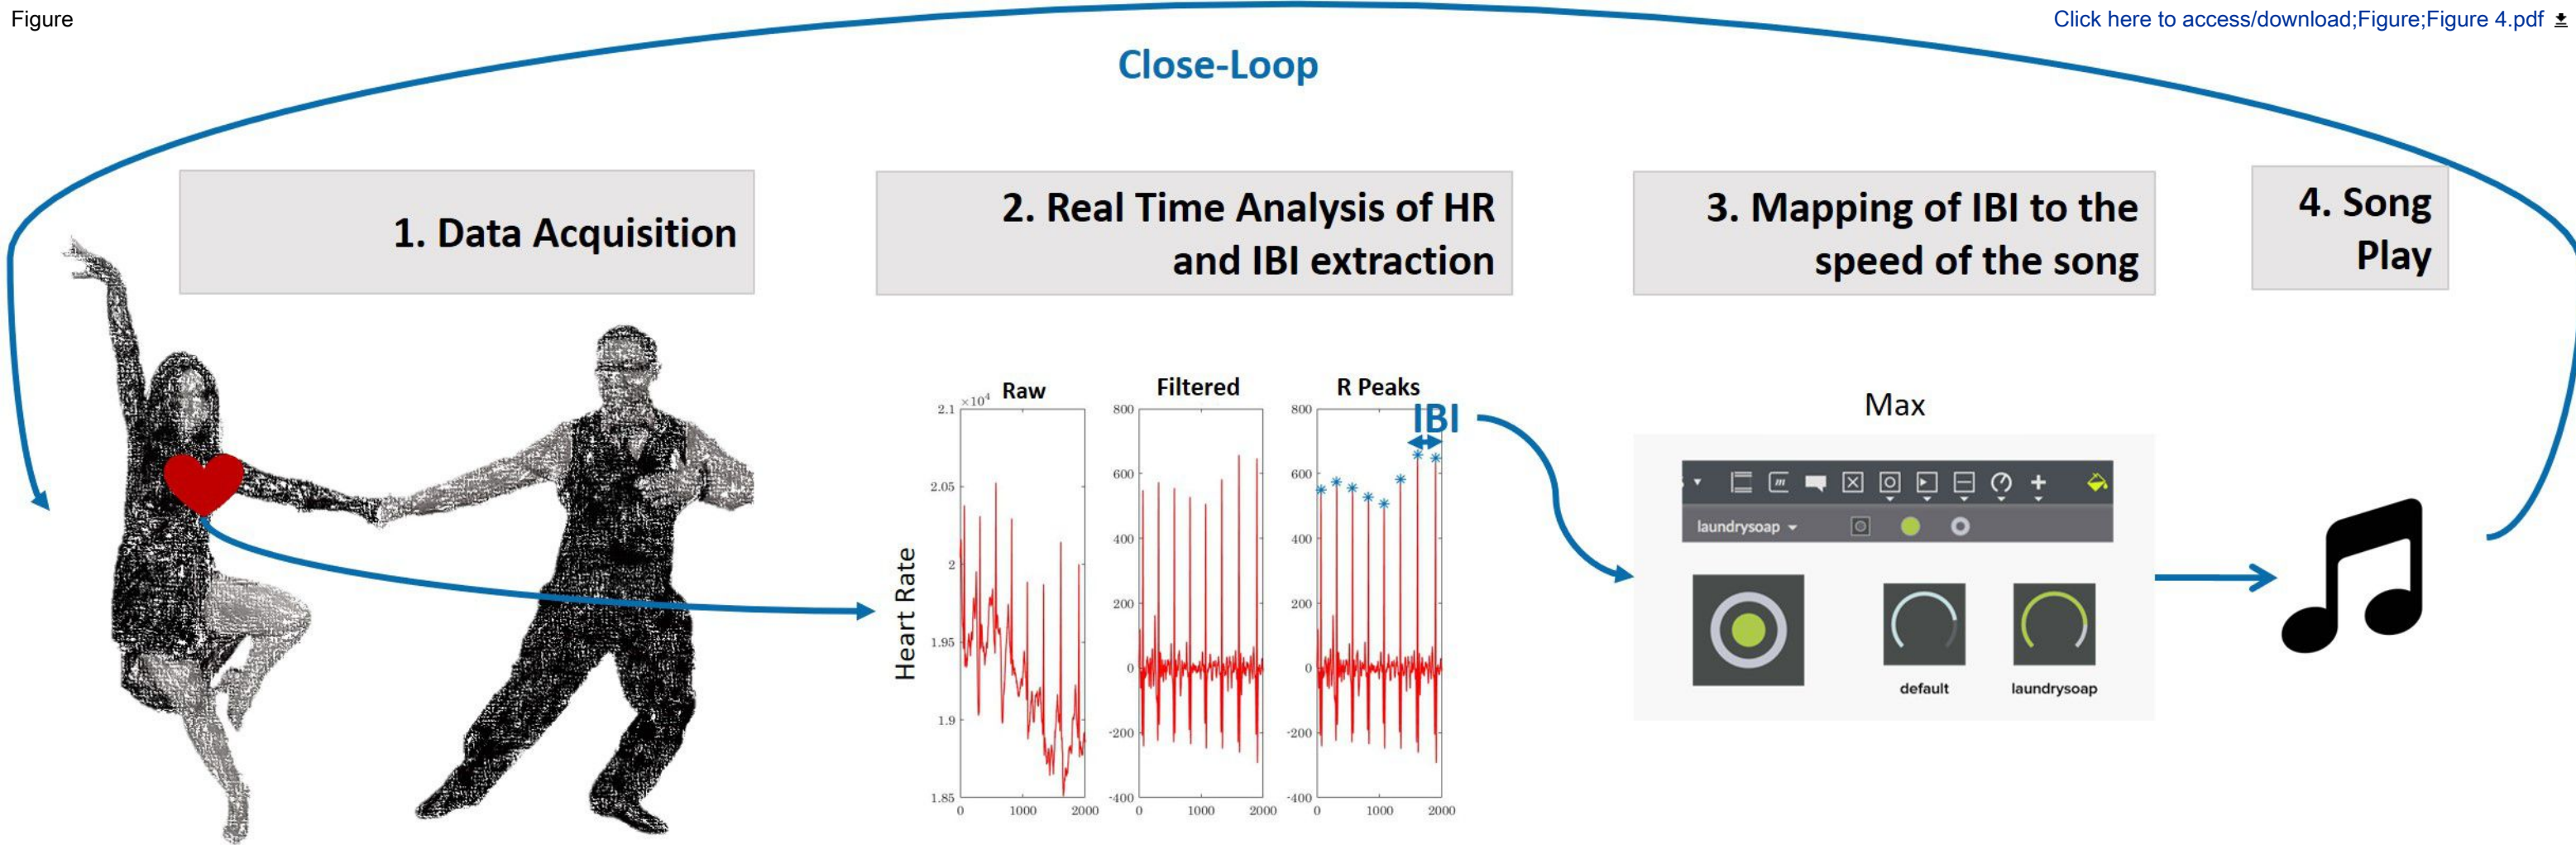 Figure
Click here to access/download;Figure;Figure 4.pdf
Close-Loop
1. Data Acquisition
2. Real Time Analysis of HR
and IBI extraction
3. Mapping of IBI to the
speed of the song
4. Song
Play
Heart Rate
Raw
×10⁴
2.1
2.05
2
1.95
1.9
1.85
0 1000 2000
Filtered
800
600
400
200
0
-200
-400
0 1000 2000
R Peaks
IBI
800
600
400
200
0
-200
-400
0 1000 2000
Max
m
laundrysoap
default laundrysoap